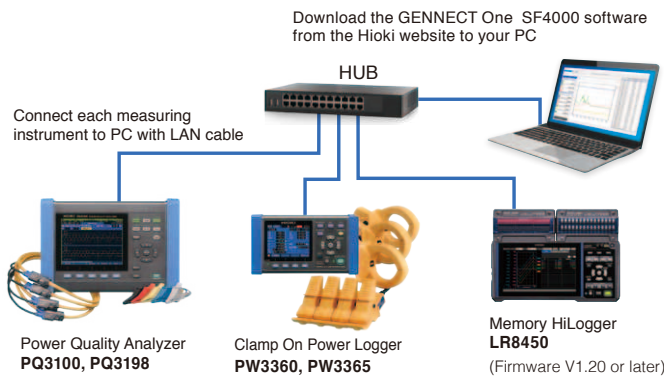 Download the GENNECT One SF4000 software
from the Hioki website to your PC
HUB
Connect each measuring
instrument to PC with LAN cable
Power Quality Analyzer
PQ3100, PQ3198
Clamp On Power Logger
PW3360, PW3365
Memory HiLogger
LR8450
(Firmware V1.20 or later)